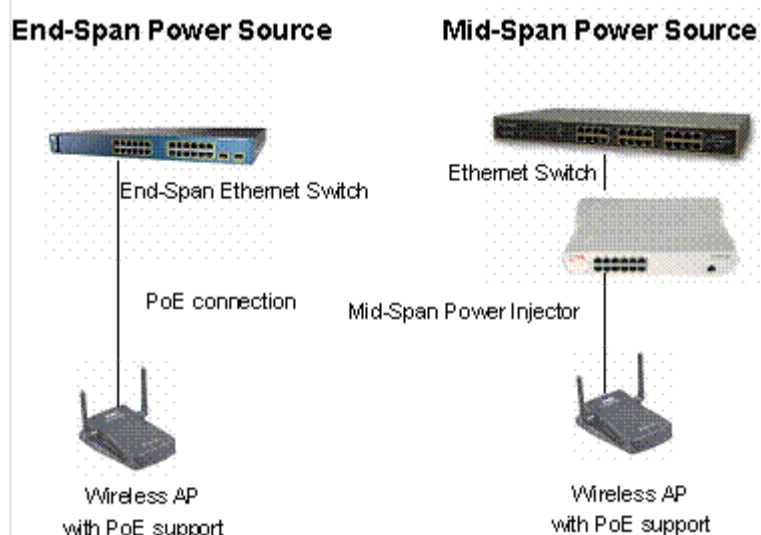 End-Span Power Source
Mid-Span Power Source
End-Span Ethernet Switch
Ethernet Switch
PoE connection
Mid-Span Power Injector
Wireless AP
with PoE support
Wireless AP
with PoE support